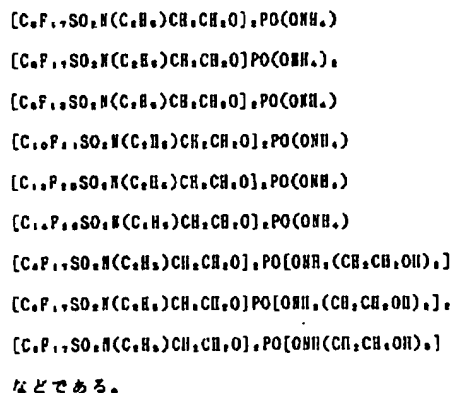 [C₈F₁₇SO₂N(C₂H₅)CH₂CH₂O]₂PO(ONH₄)
[C₈F₁₇SO₂N(C₂H₅)CH₂CH₂O]PO(ONH₄)₂
[C₆F₁₃SO₂N(C₂H₅)CH₂CH₂O]₂PO(ONH₄)
[C₁₀F₂₁SO₂N(C₂H₅)CH₂CH₂O]₂PO(ONH₄)
[C₁₂F₂₅SO₂N(C₂H₅)CH₂CH₂O]₂PO(ONH₄)
[C₁₄F₂₉SO₂N(C₂H₅)CH₂CH₂O]₂PO(ONH₄)
[C₈F₁₇SO₂N(C₂H₅)CH₂CH₂O]₂PO[ONH₂(CH₂CH₂OH)₂]
[C₈F₁₇SO₂N(C₂H₅)CH₂CH₂O]PO[ONH₂(CH₂CH₂OH)₂]₂
[C₈F₁₇SO₂N(C₂H₅)CH₂CH₂O]₂PO[ONH(CH₂CH₂OH)₃]
などである。